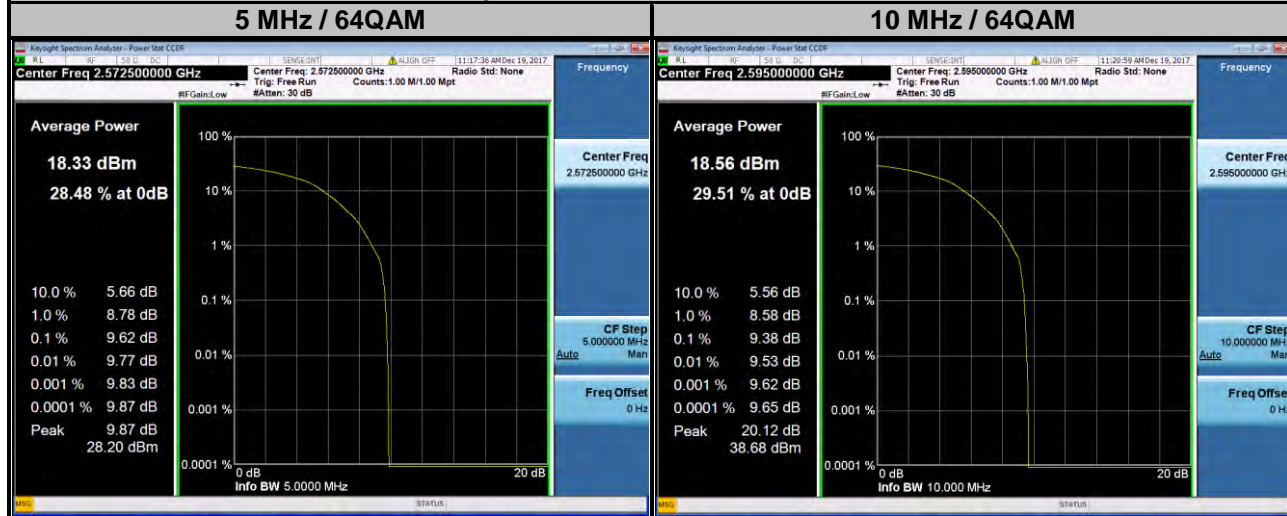 5 MHz / 64QAM
Keysight Spectrum Analyzer - Power Stat CCDF
RL RF 50 Ω DC SENSE:INT ALIGN OFF 11:17:36 AM Dec 19, 2017
Center Freq 2.572500000 GHz
Center Freq: 2.572500000 GHz Radio Std: None
Trig: Free Run Counts:1.00 M/1.00 Mpt
#IFGain:Low #Atten: 30 dB
Average Power
18.33 dBm
28.48 % at 0dB
10.0 % 5.66 dB
1.0 % 8.78 dB
0.1 % 9.62 dB
0.01 % 9.77 dB
0.001 % 9.83 dB
0.0001 % 9.87 dB
Peak 9.87 dB
28.20 dBm
100 %
10 %
1 %
0.1 %
0.01 %
0.001 %
0.0001 %
0 dB 20 dB
Info BW 5.0000 MHz
Frequency
Center Freq
2.572500000 GHz
CF Step
5.000000 MHz
Auto Man
Freq Offset
0 Hz
MSG STATUS
10 MHz / 64QAM
Keysight Spectrum Analyzer - Power Stat CCDF
RL RF 50 Ω DC SENSE:INT ALIGN OFF 11:20:59 AM Dec 19, 2017
Center Freq 2.595000000 GHz
Center Freq: 2.595000000 GHz Radio Std: None
Trig: Free Run Counts:1.00 M/1.00 Mpt
#IFGain:Low #Atten: 30 dB
Average Power
18.56 dBm
29.51 % at 0dB
10.0 % 5.56 dB
1.0 % 8.58 dB
0.1 % 9.38 dB
0.01 % 9.53 dB
0.001 % 9.62 dB
0.0001 % 9.65 dB
Peak 20.12 dB
38.68 dBm
100 %
10 %
1 %
0.1 %
0.01 %
0.001 %
0.0001 %
0 dB 20 dB
Info BW 10.000 MHz
Frequency
Center Freq
2.595000000 GHz
CF Step
10.000000 MHz
Auto Man
Freq Offset
0 Hz
MSG STATUS